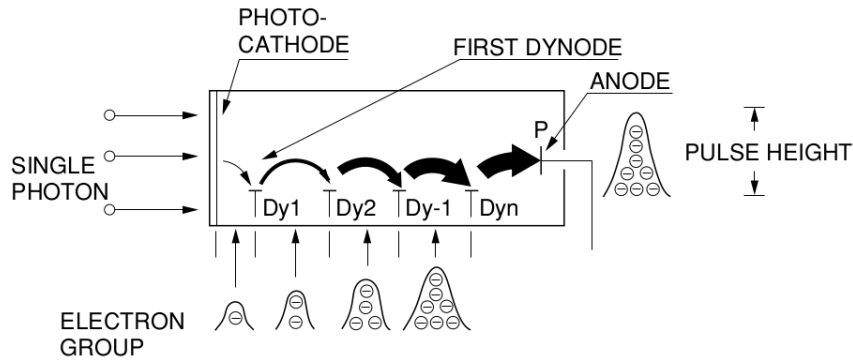 PHOTO-
CATHODE
FIRST DYNODE
ANODE
P
SINGLE
PHOTON
PULSE HEIGHT
Dy1
Dy2
Dy-1
Dyn
ELECTRON
GROUP